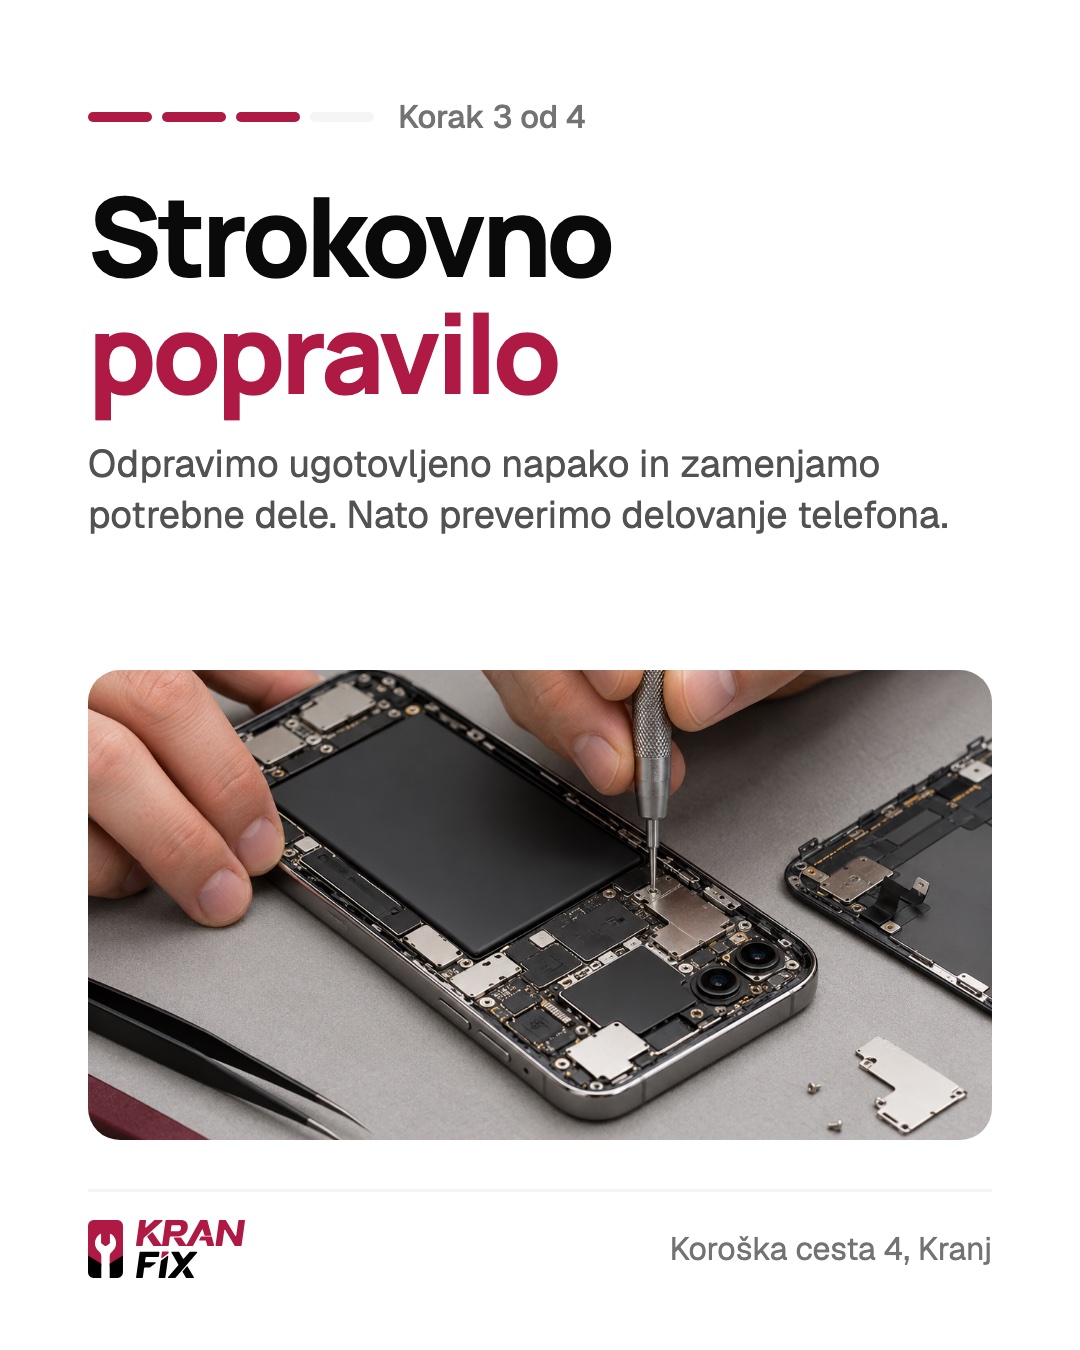 Korak 3 od 4
Strokovno
popravilo
Odpravimo ugotovljeno napako in zamenjamo
potrebne dele. Nato preverimo delovanje telefona.
KRAN
FIX
Koroška cesta 4, Kranj